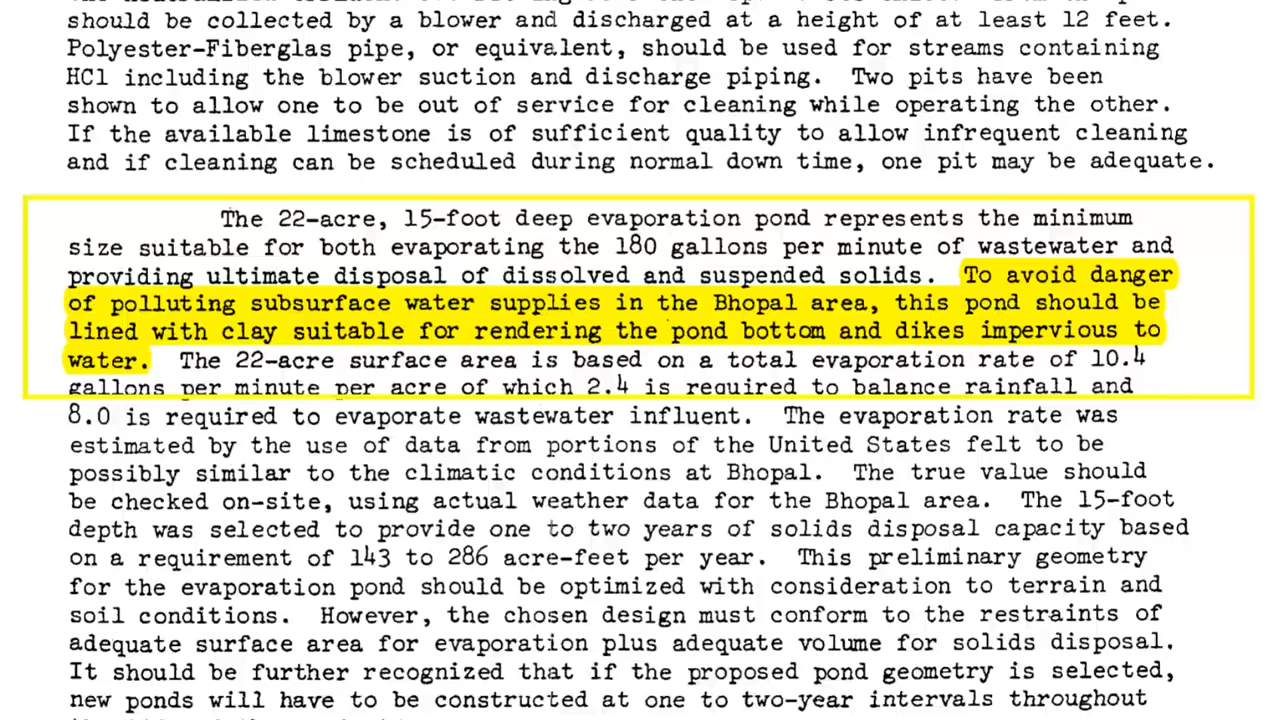 should be collected by a blower and discharged at a height of at least 12 feet.
Polyester-Fiberglas pipe, or equivalent, should be used for streams containing
HCl including the blower suction and discharge piping. Two pits have been
shown to allow one to be out of service for cleaning while operating the other.
If the available limestone is of sufficient quality to allow infrequent cleaning
and if cleaning can be scheduled during normal down time, one pit may be adequate.
The 22-acre, 15-foot deep evaporation pond represents the minimum
size suitable for both evaporating the 180 gallons per minute of wastewater and
providing ultimate disposal of dissolved and suspended solids. To avoid danger
of polluting subsurface water supplies in the Bhopal area, this pond should be
lined with clay suitable for rendering the pond bottom and dikes impervious to
water. The 22-acre surface area is based on a total evaporation rate of 10.4
gallons per minute per acre of which 2.4 is required to balance rainfall and
8.0 is required to evaporate wastewater influent. The evaporation rate was
estimated by the use of data from portions of the United States felt to be
possibly similar to the climatic conditions at Bhopal. The true value should
be checked on-site, using actual weather data for the Bhopal area. The 15-foot
depth was selected to provide one to two years of solids disposal capacity based
on a requirement of 143 to 286 acre-feet per year. This preliminary geometry
for the evaporation pond should be optimized with consideration to terrain and
soil conditions. However, the chosen design must conform to the restraints of
adequate surface area for evaporation plus adequate volume for solids disposal.
It should be further recognized that if the proposed pond geometry is selected,
new ponds will have to be constructed at one to two-year intervals throughout